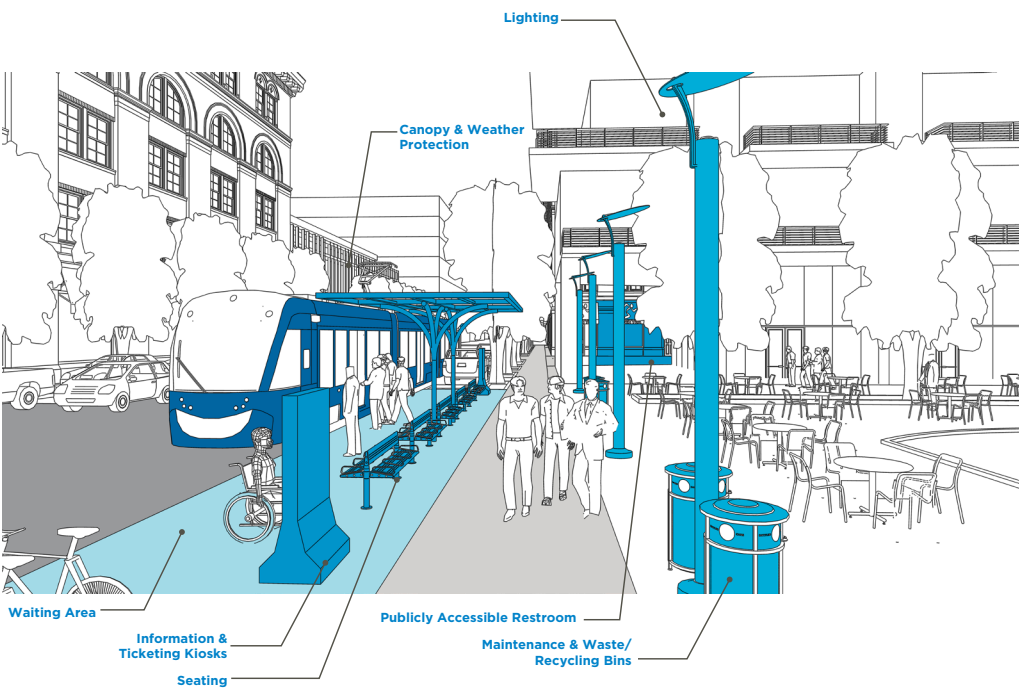 Lighting
Canopy & Weather
Protection
Waiting Area
Information &
Ticketing Kiosks
Seating
Publicly Accessible Restroom
Maintenance & Waste/
Recycling Bins